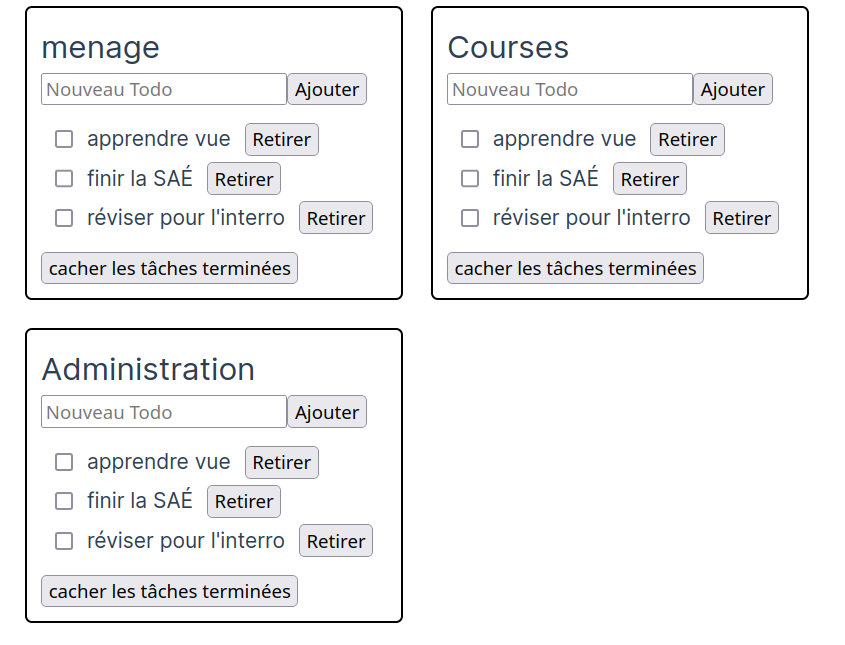 menage
Nouveau Todo Ajouter
apprendre vue Retirer
finir la SAÉ Retirer
réviser pour l'interro Retirer
cacher les tâches terminées
Courses
Nouveau Todo Ajouter
apprendre vue Retirer
finir la SAÉ Retirer
réviser pour l'interro Retirer
cacher les tâches terminées
Administration
Nouveau Todo Ajouter
apprendre vue Retirer
finir la SAÉ Retirer
réviser pour l'interro Retirer
cacher les tâches terminées